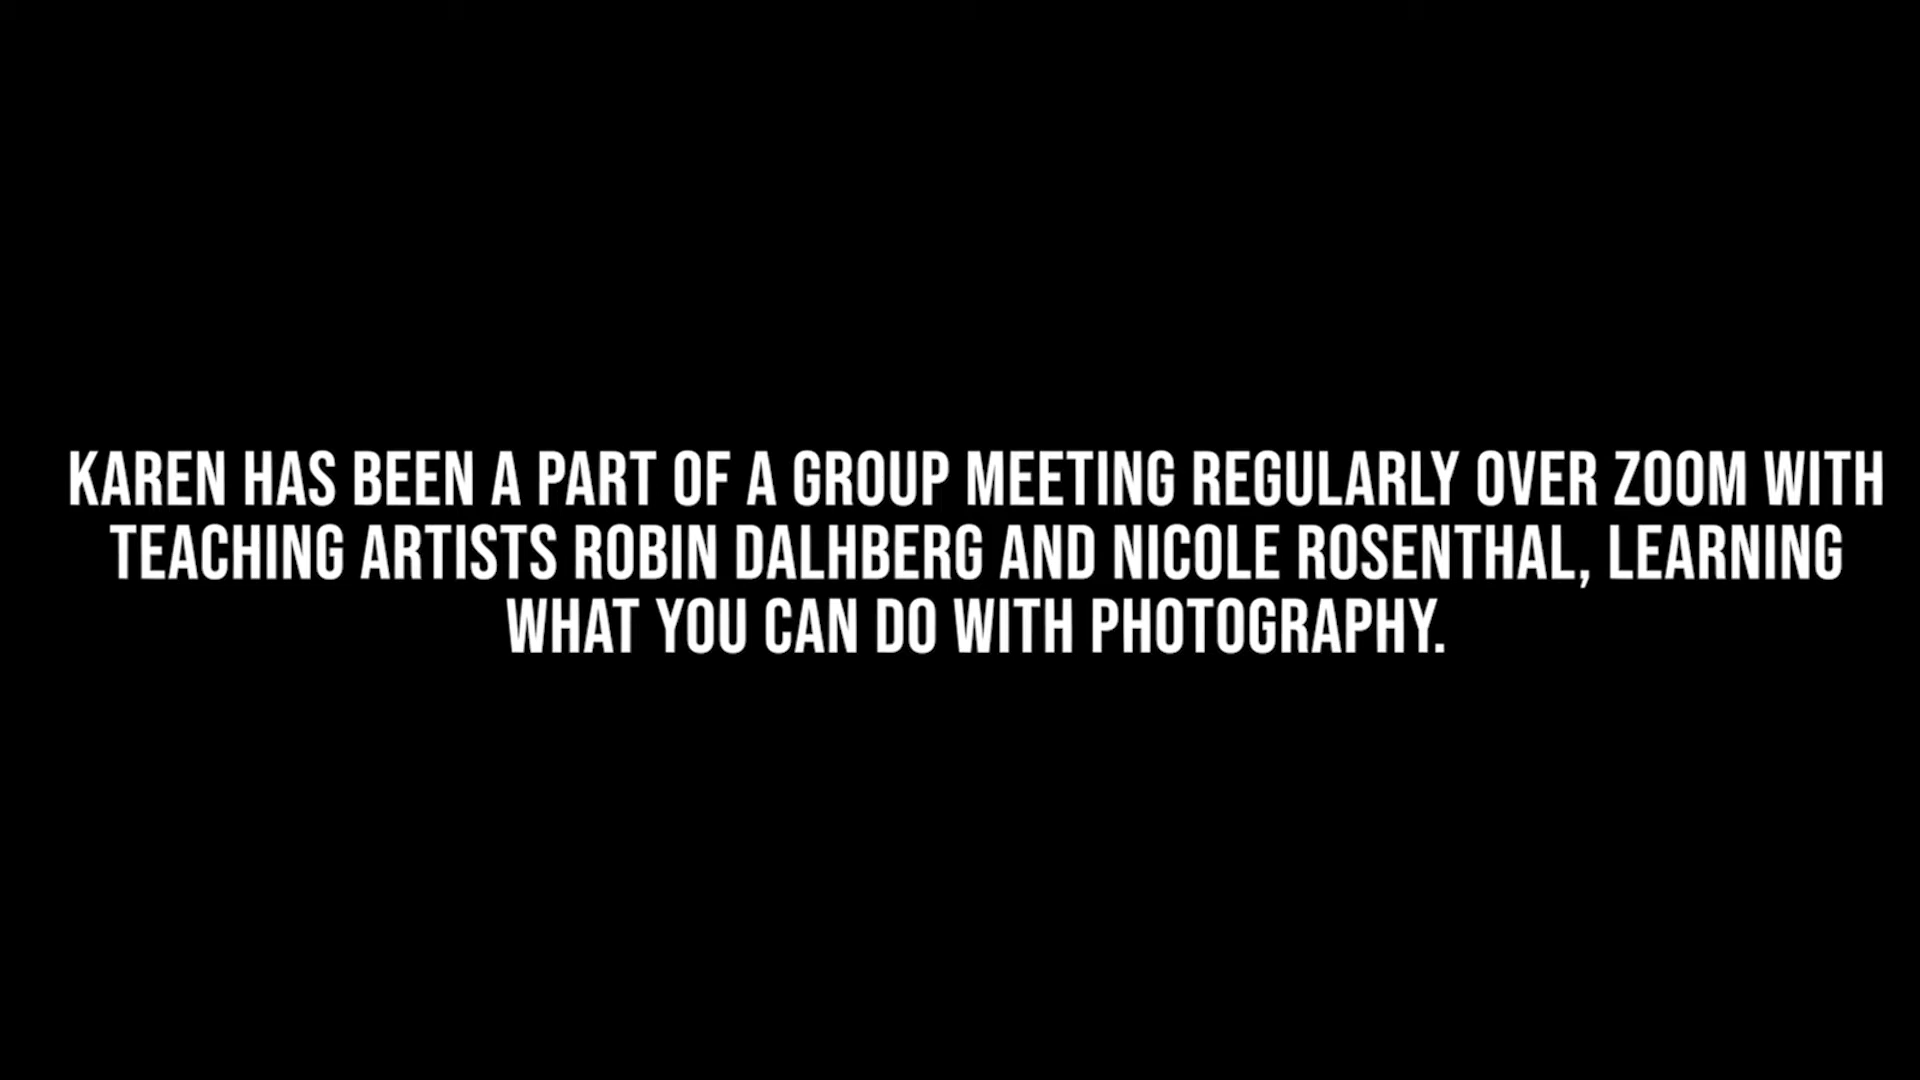 KAREN HAS BEEN A PART OF A GROUP MEETING REGULARLY OVER ZOOM WITH
TEACHING ARTISTS ROBIN DALHBERG AND NICOLE ROSENTHAL, LEARNING
WHAT YOU CAN DO WITH PHOTOGRAPHY.